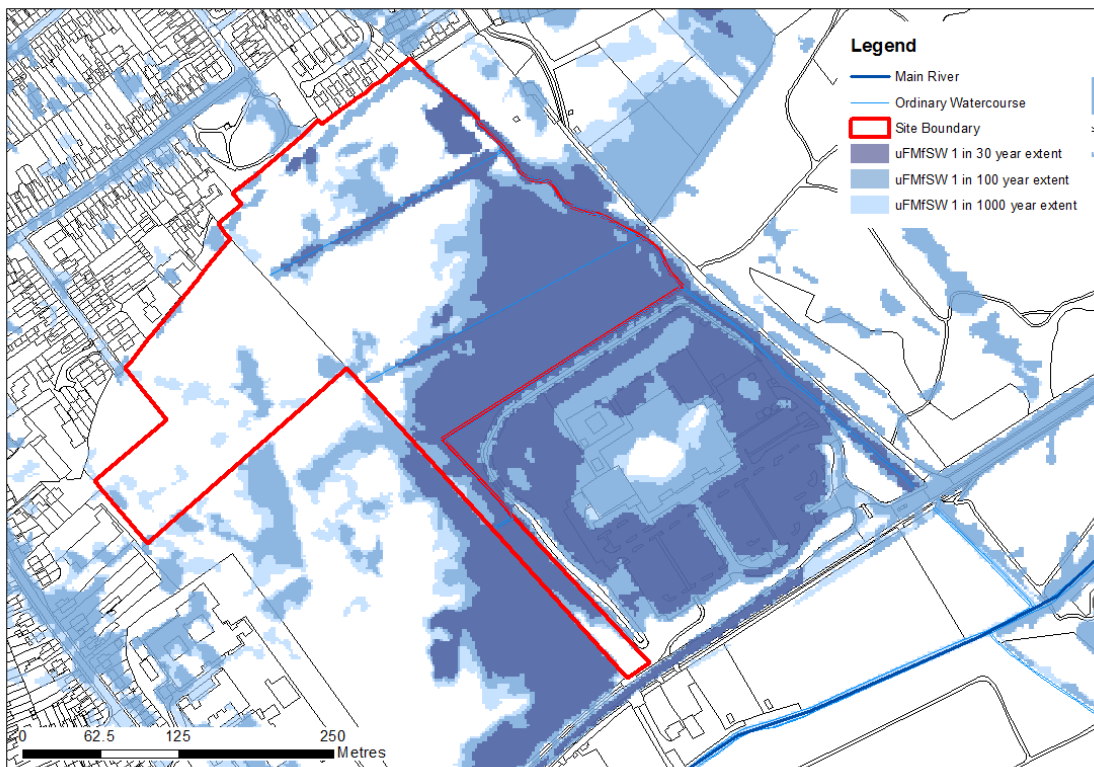 Legend
Main River
Ordinary Watercourse
Site Boundary
uFMfSW 1 in 30 year extent
uFMfSW 1 in 100 year extent
uFMfSW 1 in 1000 year extent
0 62.5 125 250
Metres